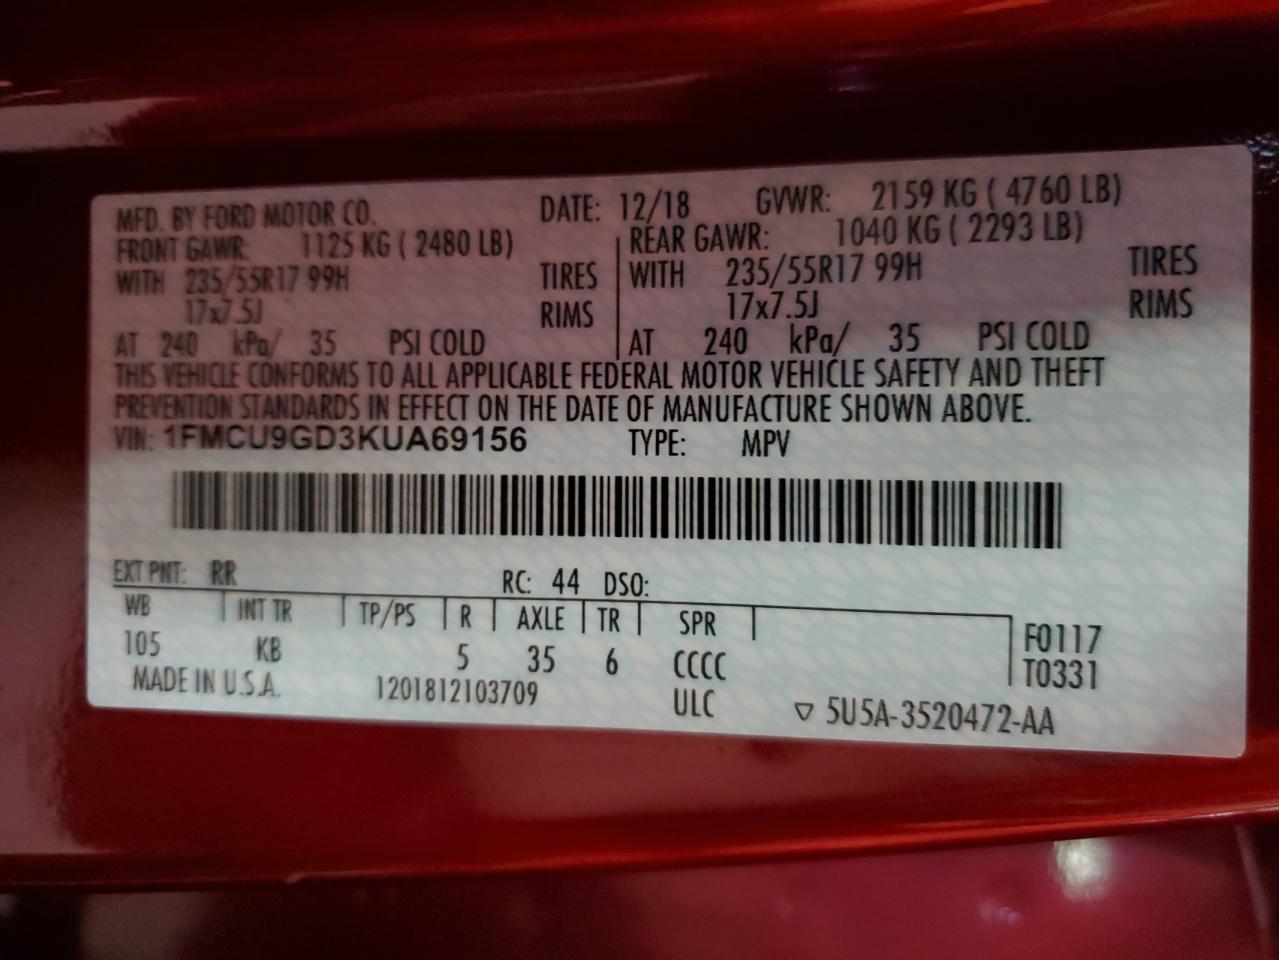 MFD. BY FORD MOTOR CO. DATE: 12/18 GVWR: 2159 KG ( 4760 LB)
FRONT GAWR: 1125 KG ( 2480 LB) REAR GAWR: 1040 KG ( 2293 LB)
WITH 235/55R17 99H TIRES WITH 235/55R17 99H TIRES
17x7.5J RIMS 17x7.5J RIMS
AT 240 kPa/ 35 PSI COLD AT 240 kPa/ 35 PSI COLD
THIS VEHICLE CONFORMS TO ALL APPLICABLE FEDERAL MOTOR VEHICLE SAFETY AND THEFT
PREVENTION STANDARDS IN EFFECT ON THE DATE OF MANUFACTURE SHOWN ABOVE.
VIN: 1FMCU9GD3KUA69156 TYPE: MPV
EXT PNT: RR RC: 44 DSO:
WB INT TR TP/PS R AXLE TR SPR F0117
105 KB 5 35 6 CCCC T0331
MADE IN U.S.A. 1201812103709 ULC ▽ 5U5A-3520472-AA